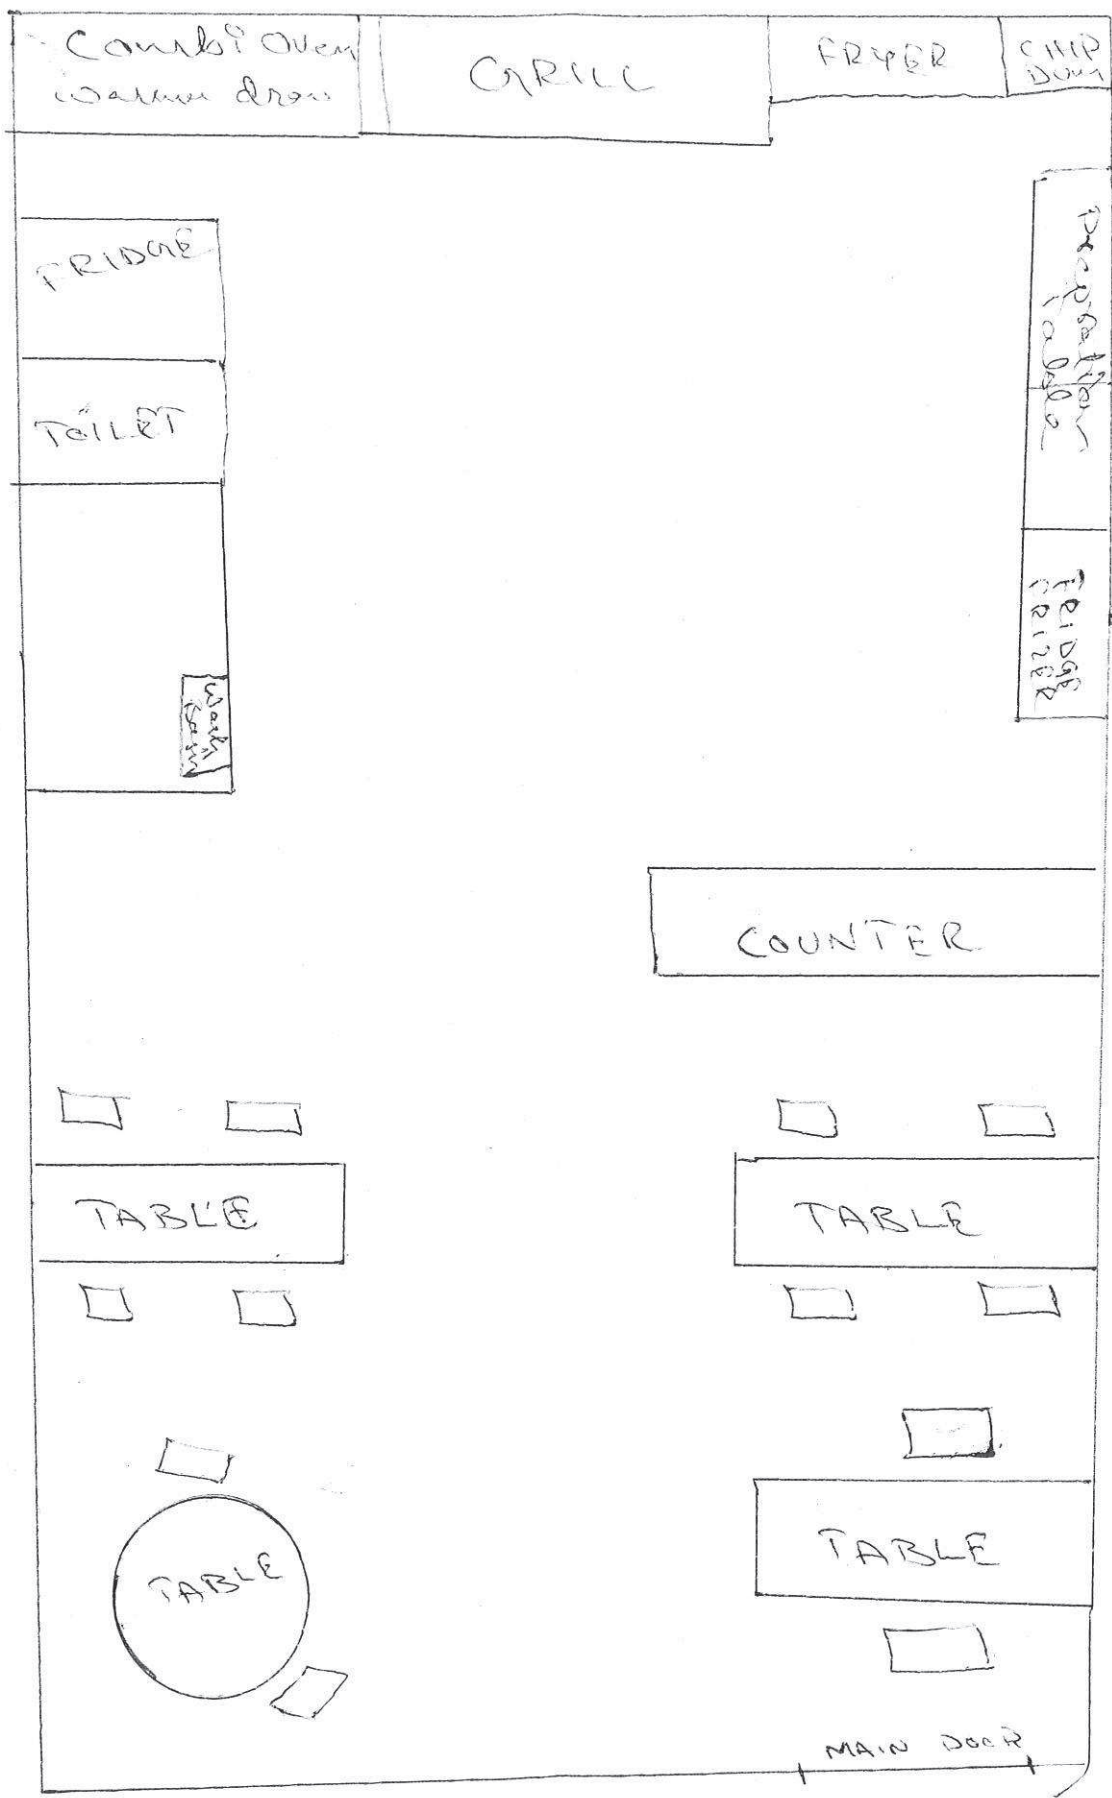 Combi Oven
warmer draw
GRILL
FRYER
CHIP
DUMP
FRIDGE
TOILET
Preparation
Table
FRIDGE
FRIZER
Wash
Basin
COUNTER
TABLE
TABLE
TABLE
TABLE
MAIN DOOR